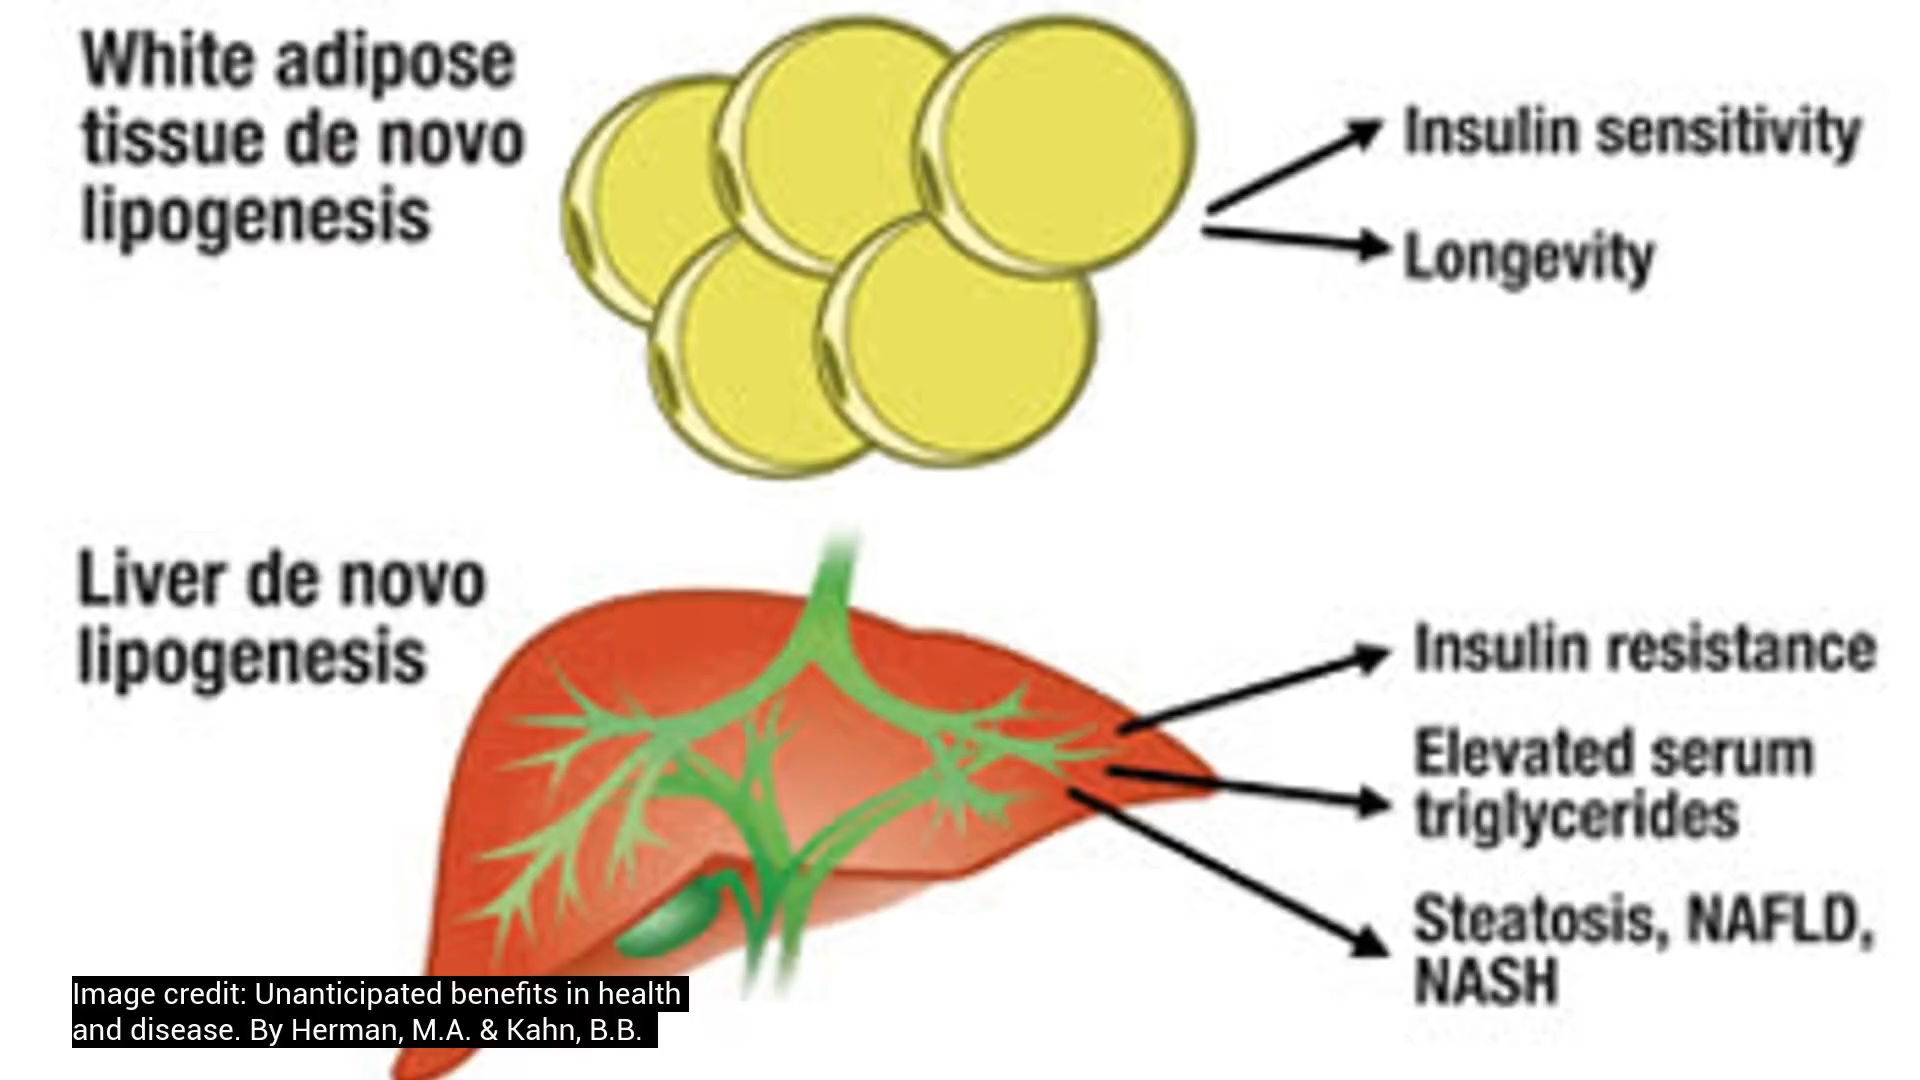 White adipose
tissue de novo
lipogenesis
Insulin sensitivity
Longevity
Liver de novo
lipogenesis
Insulin resistance
Elevated serum
triglycerides
Steatosis, NAFLD,
NASH
Image credit: Unanticipated benefits in health
and disease. By Herman, M.A. & Kahn, B.B.